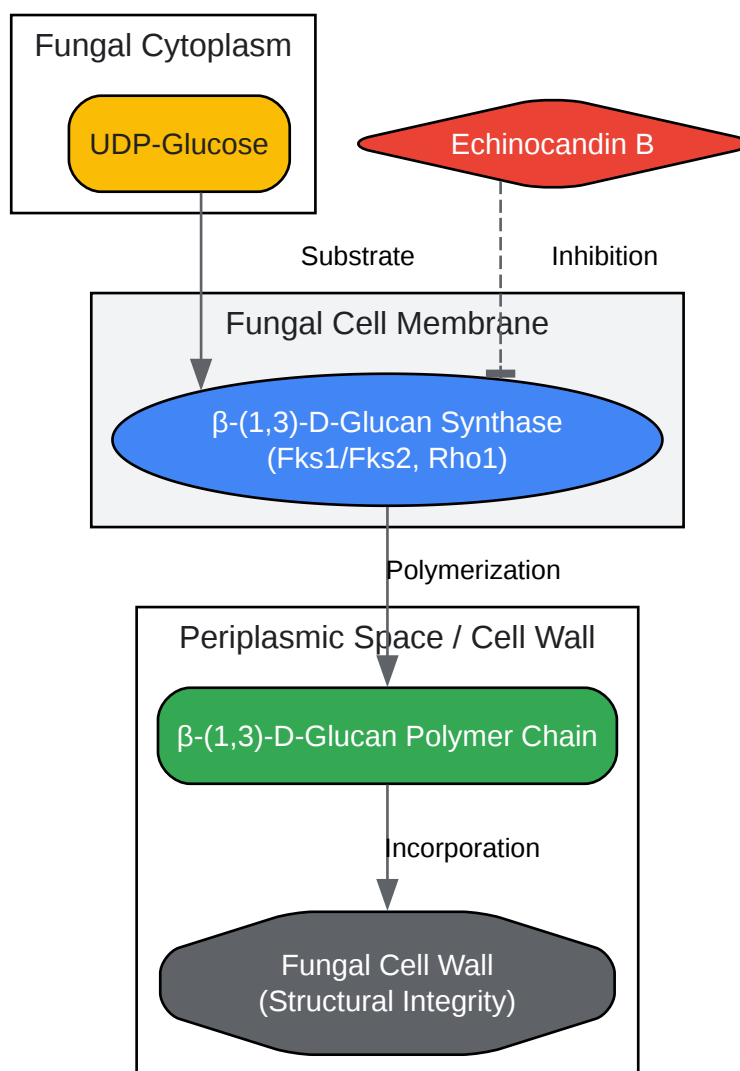 Fungal Cytoplasm
UDP-Glucose
Echinocandin B
Substrate
Inhibition
Fungal Cell Membrane
β-(1,3)-D-Glucan Synthase
(Fks1/Fks2, Rho1)
Polymerization
Periplasmic Space / Cell Wall
β-(1,3)-D-Glucan Polymer Chain
Incorporation
Fungal Cell Wall
(Structural Integrity)